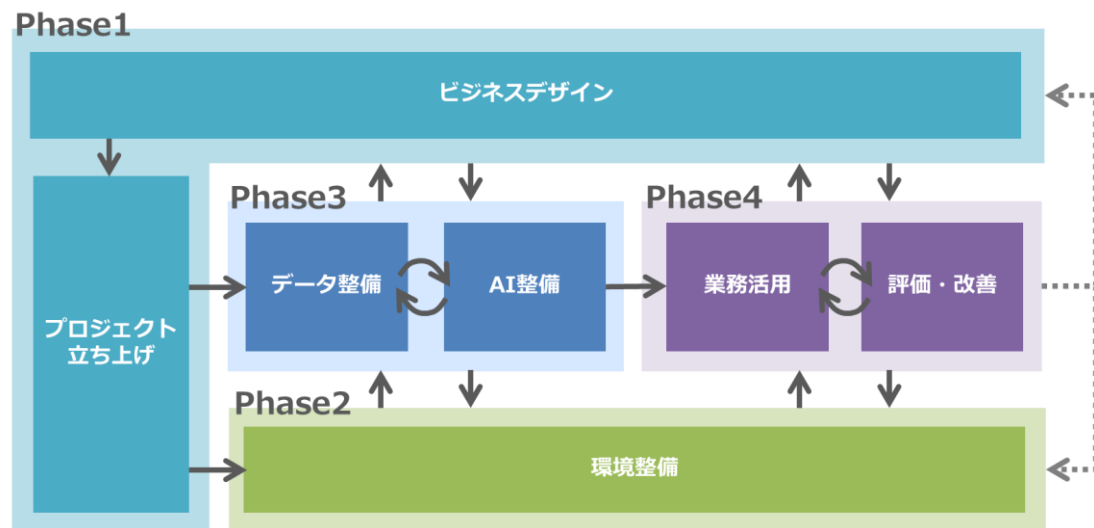 Phase1
ビジネスデザイン
Phase3
Phase4
データ整備
AI整備
業務活用
評価・改善
プロジェクト
立ち上げ
Phase2
環境整備